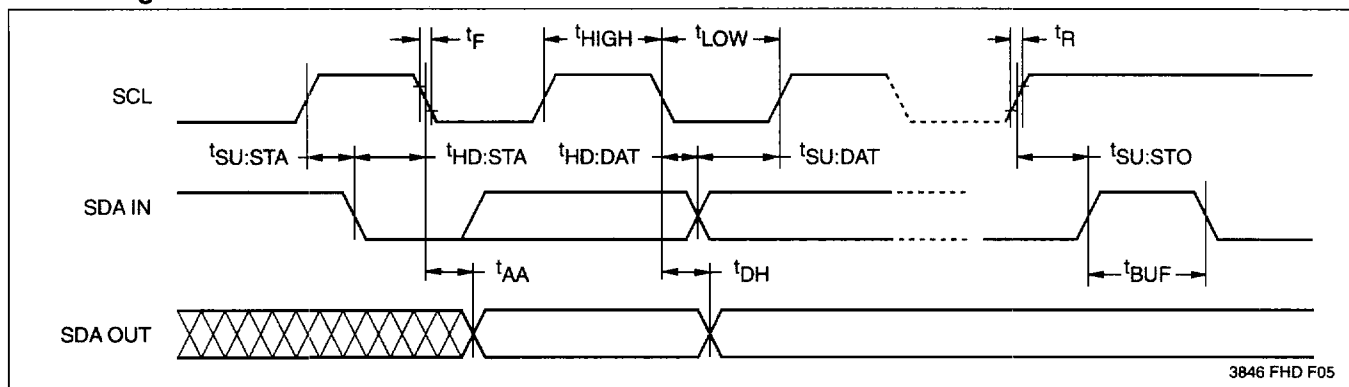 tF
tHIGH
tLOW
tR
SCL
tSU:STA
tHD:STA
tHD:DAT
tSU:DAT
tSU:STO
SDA IN
tAA
tDH
tBUF
SDA OUT
3846 FHD F05